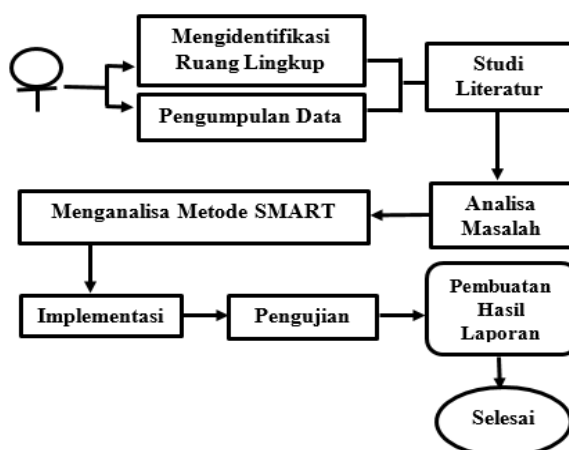 Mengidentifikasi
Ruang Lingkup
Pengumpulan Data
Studi
Literatur
Menganalisa Metode SMART
Analisa
Masalah
Implementasi
Pengujian
Pembuatan
Hasil
Laporan
Selesai